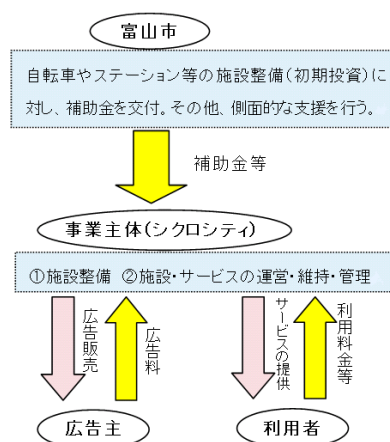 富山市
自転車やステーション等の施設整備(初期投資)に
対し、補助金を交付。その他、側面的な支援を行う。
補助金等
事業主体(シクロシティ)
①施設整備 ②施設・サービスの運営・維持・管理
広告販売
広告料
サービスの提供
利用料金等
広告主
利用者